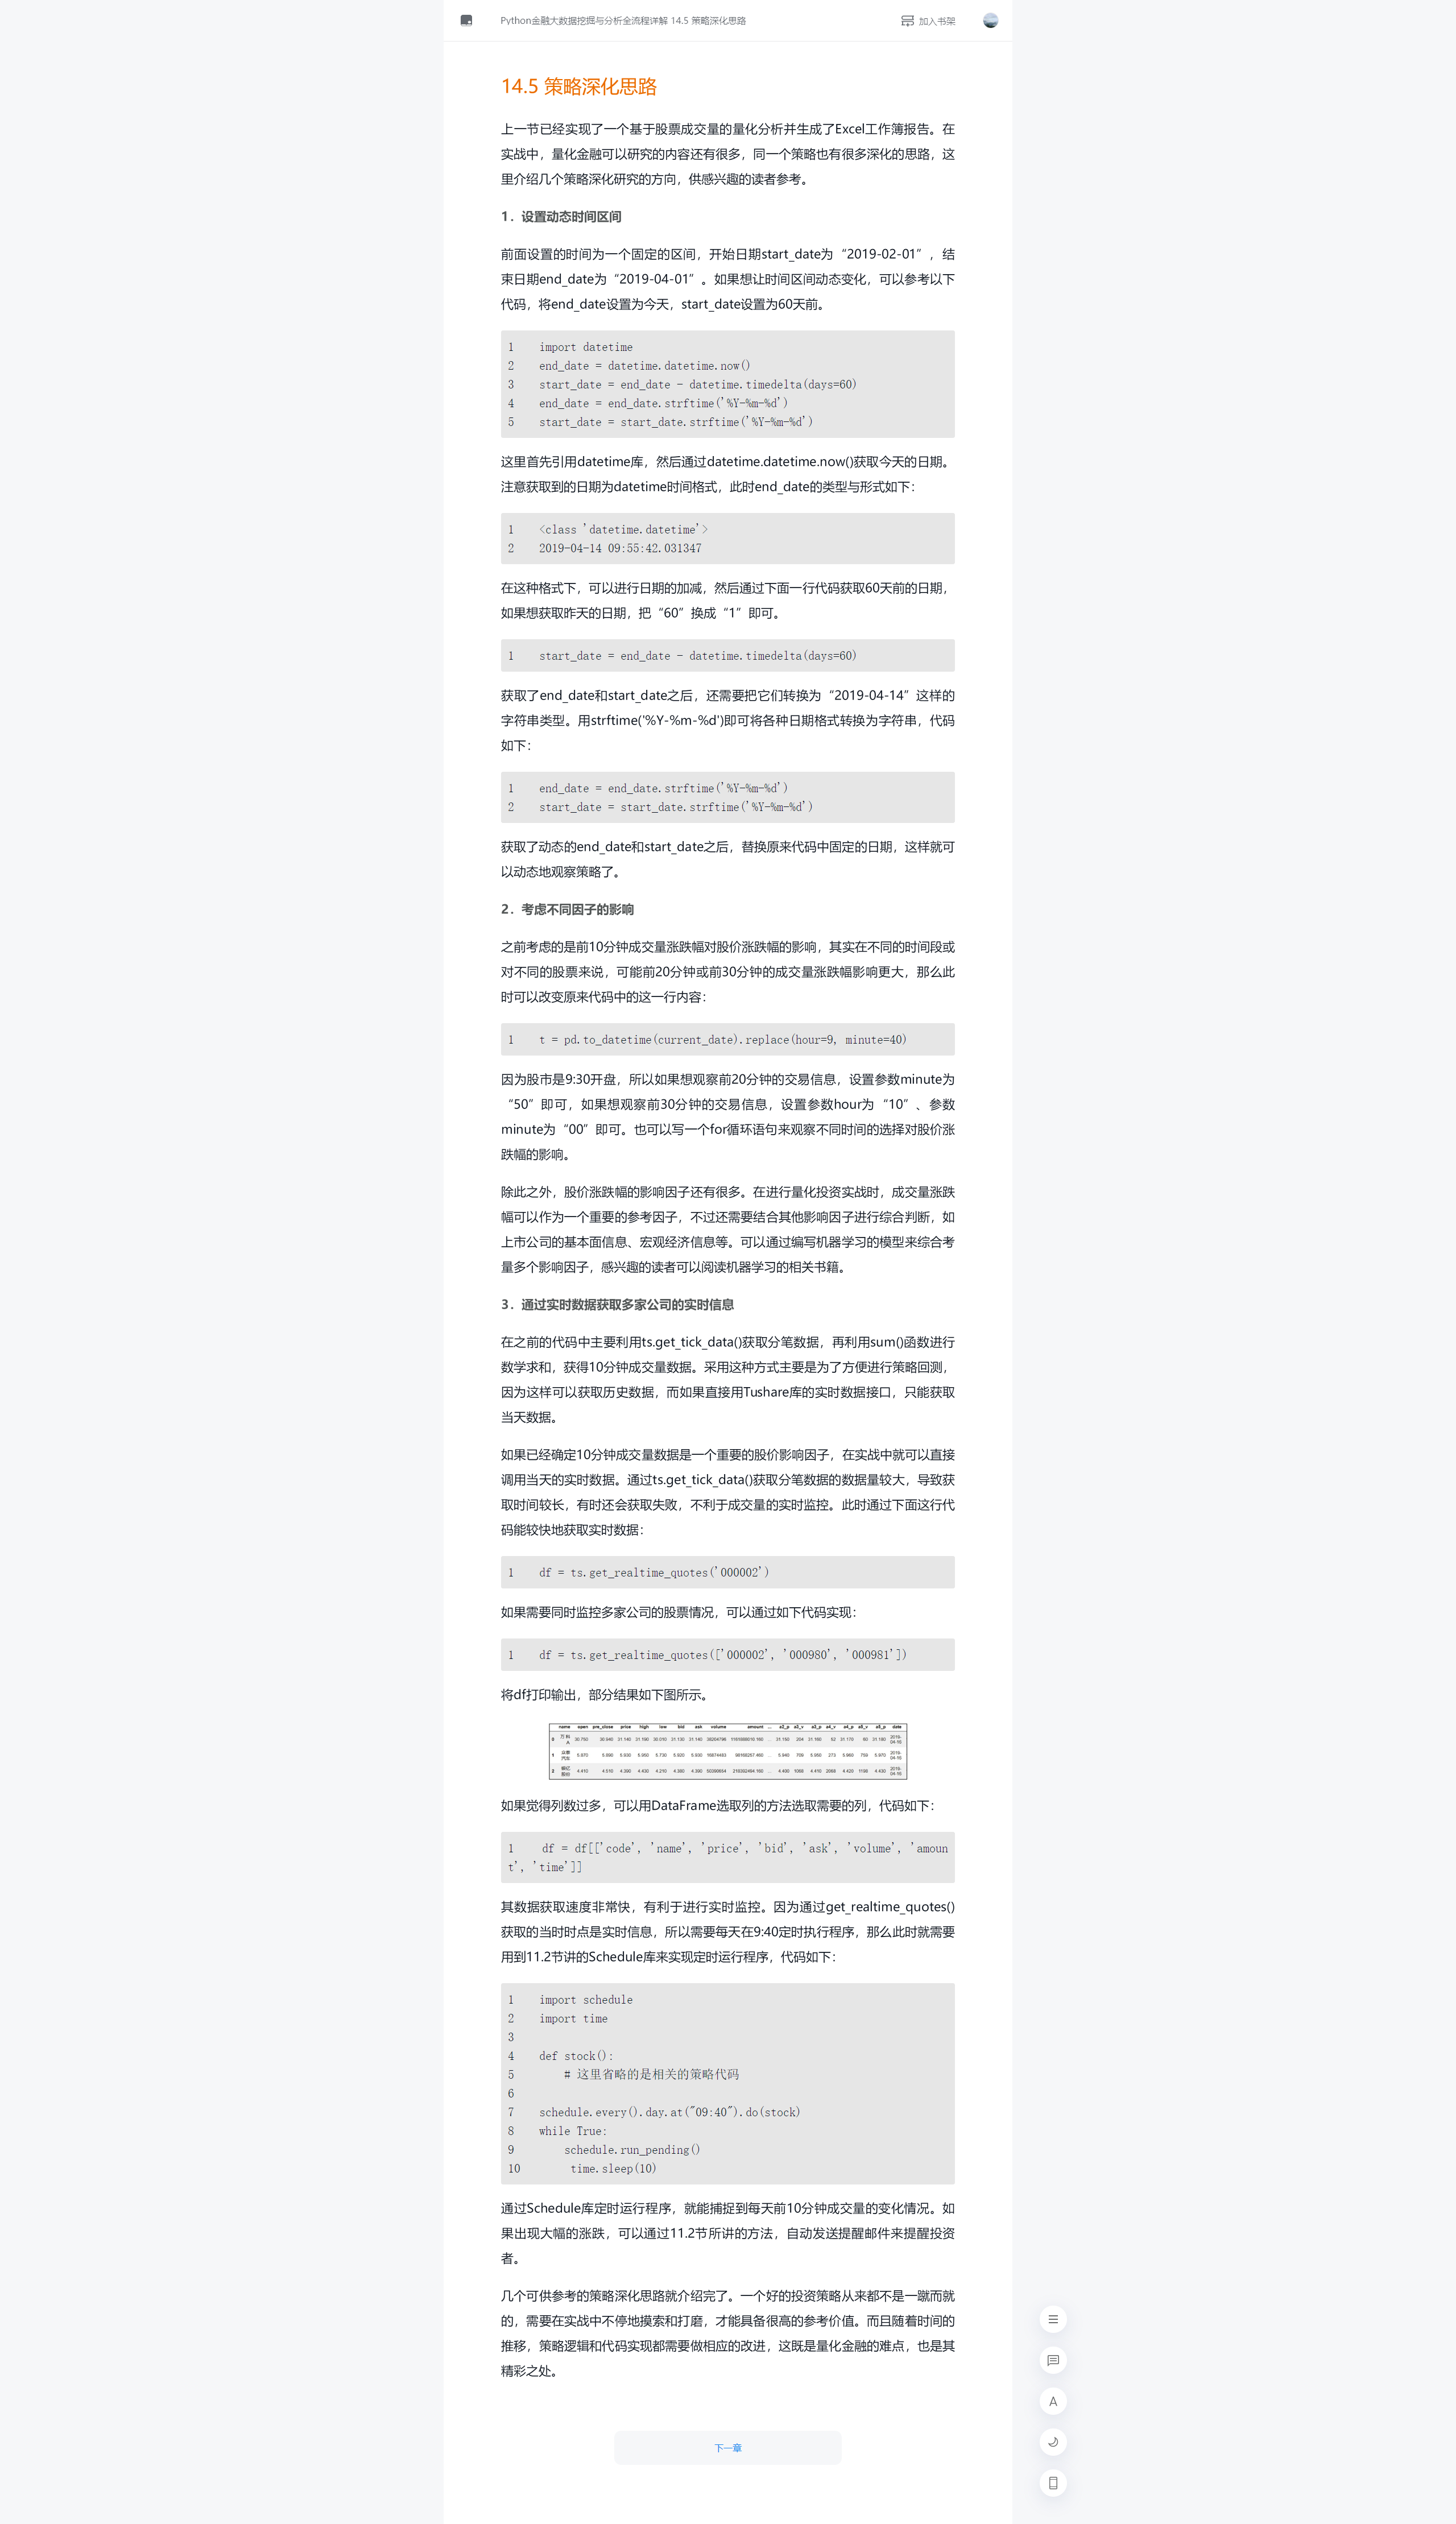 Python金融大数据挖掘与分析全流程详解 14.5 策略深化思路
加入书架
14.5 策略深化思路
上一节已经实现了一个基于股票成交量的量化分析并生成了Excel工作簿报告。在
实战中，量化金融可以研究的内容还有很多，同一个策略也有很多深化的思路，这
里介绍几个策略深化研究的方向，供感兴趣的读者参考。
1．设置动态时间区间
前面设置的时间为一个固定的区间，开始日期start_date为“2019-02-01”，结
束日期end_date为“2019-04-01”。如果想让时间区间动态变化，可以参考以下
代码，将end_date设置为今天，start_date设置为60天前。
1 import datetime
2 end_date = datetime.datetime.now()
3 start_date = end_date - datetime.timedelta(days=60)
4 end_date = end_date.strftime('%Y-%m-%d')
5 start_date = start_date.strftime('%Y-%m-%d')
这里首先引用datetime库，然后通过datetime.datetime.now()获取今天的日期。
注意获取到的日期为datetime时间格式，此时end_date的类型与形式如下：
1 <class 'datetime.datetime'>
2 2019-04-14 09:55:42.031347
在这种格式下，可以进行日期的加减，然后通过下面一行代码获取60天前的日期，
如果想获取昨天的日期，把“60”换成“1”即可。
1 start_date = end_date - datetime.timedelta(days=60)
获取了end_date和start_date之后，还需要把它们转换为“2019-04-14”这样的
字符串类型。用strftime('%Y-%m-%d')即可将各种日期格式转换为字符串，代码
如下：
1 end_date = end_date.strftime('%Y-%m-%d')
2 start_date = start_date.strftime('%Y-%m-%d')
获取了动态的end_date和start_date之后，替换原来代码中固定的日期，这样就可
以动态地观察策略了。
2．考虑不同因子的影响
之前考虑的是前10分钟成交量涨跌幅对股价涨跌幅的影响，其实在不同的时间段或
对不同的股票来说，可能前20分钟或前30分钟的成交量涨跌幅影响更大，那么此
时可以改变原来代码中的这一行内容：
1 t = pd.to_datetime(current_date).replace(hour=9, minute=40)
因为股市是9:30开盘，所以如果想观察前20分钟的交易信息，设置参数minute为
“50”即可，如果想观察前30分钟的交易信息，设置参数hour为“10”、参数
minute为“00”即可。也可以写一个for循环语句来观察不同时间的选择对股价涨
跌幅的影响。
除此之外，股价涨跌幅的影响因子还有很多。在进行量化投资实战时，成交量涨跌
幅可以作为一个重要的参考因子，不过还需要结合其他影响因子进行综合判断，如
上市公司的基本面信息、宏观经济信息等。可以通过编写机器学习的模型来综合考
量多个影响因子，感兴趣的读者可以阅读机器学习的相关书籍。
3．通过实时数据获取多家公司的实时信息
在之前的代码中主要利用ts.get_tick_data()获取分笔数据，再利用sum()函数进行
数学求和，获得10分钟成交量数据。采用这种方式主要是为了方便进行策略回测，
因为这样可以获取历史数据，而如果直接用Tushare库的实时数据接口，只能获取
当天数据。
如果已经确定10分钟成交量数据是一个重要的股价影响因子，在实战中就可以直接
调用当天的实时数据。通过ts.get_tick_data()获取分笔数据的数据量较大，导致获
取时间较长，有时还会获取失败，不利于成交量的实时监控。此时通过下面这行代
码能较快地获取实时数据：
1 df = ts.get_realtime_quotes('000002')
如果需要同时监控多家公司的股票情况，可以通过如下代码实现：
1 df = ts.get_realtime_quotes(['000002', '000980', '000981'])
将df打印输出，部分结果如下图所示。
name open pre_close price high low bid ask volume amount ... a2_p a3_v a3_p a4_v a4_p a5_v a5_p date
如果觉得列数过多，可以用DataFrame选取列的方法选取需要的列，代码如下：
1 df = df[['code', 'name', 'price', 'bid', 'ask', 'volume', 'amoun
t', 'time']]
其数据获取速度非常快，有利于进行实时监控。因为通过get_realtime_quotes()
获取的当时时点是实时信息，所以需要每天在9:40定时执行程序，那么此时就需要
用到11.2节讲的Schedule库来实现定时运行程序，代码如下：
1 import schedule
2 import time
3
4 def stock():
5 # 这里省略的是相关的策略代码
6
7 schedule.every().day.at("09:40").do(stock)
8 while True:
9 schedule.run_pending()
10 time.sleep(10)
通过Schedule库定时运行程序，就能捕捉到每天前10分钟成交量的变化情况。如
果出现大幅的涨跌，可以通过11.2节所讲的方法，自动发送提醒邮件来提醒投资
者。
几个可供参考的策略深化思路就介绍完了。一个好的投资策略从来都不是一蹴而就
的，需要在实战中不停地摸索和打磨，才能具备很高的参考价值。而且随着时间的
推移，策略逻辑和代码实现都需要做相应的改进，这既是量化金融的难点，也是其
精彩之处。
下一章
A